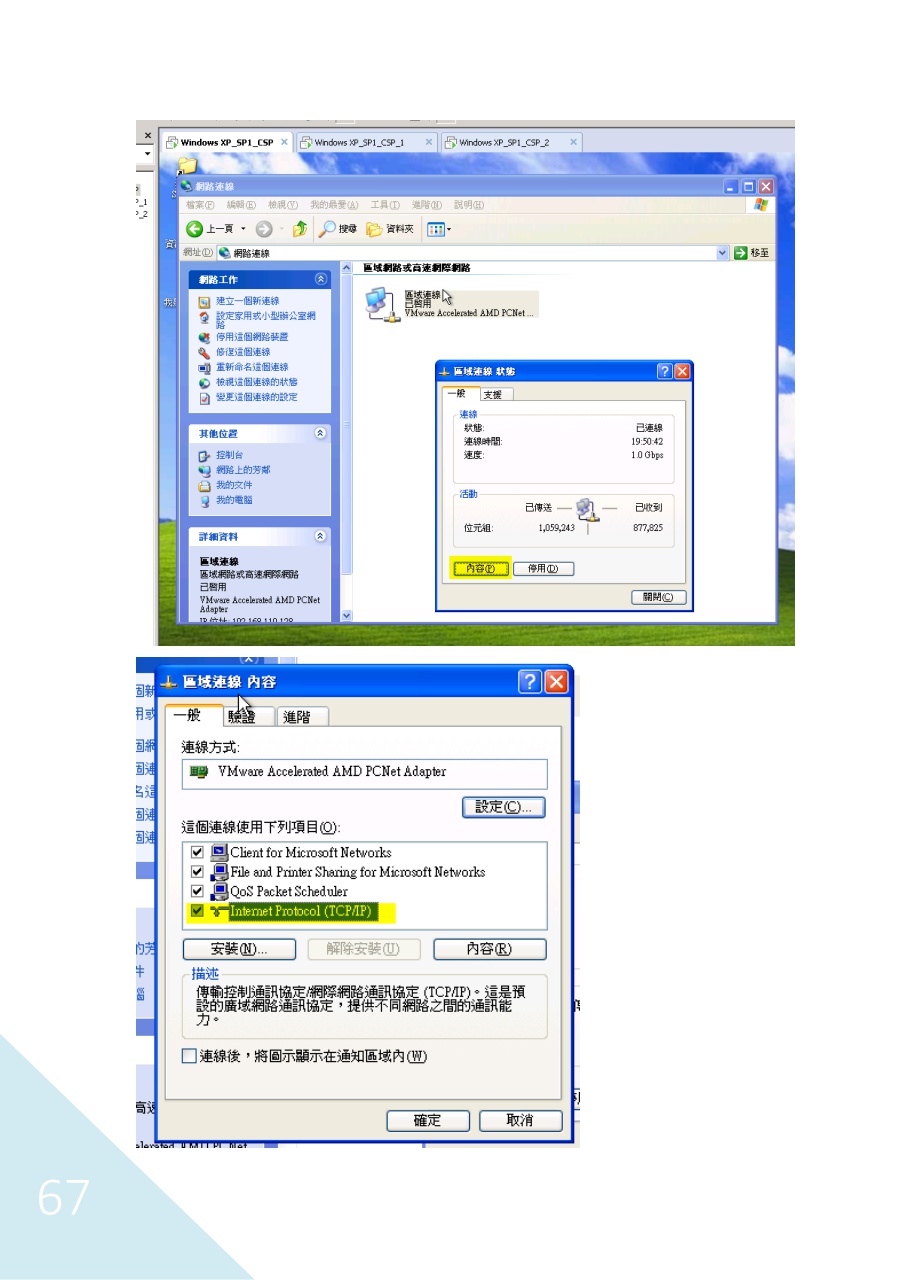 Windows XP_SP1_CSP
Windows XP_SP1_CSP_1
Windows XP_SP1_CSP_2
P_1
P_2
網路連線
檔案(F) 編輯(E) 檢視(V) 我的最愛(A) 工具(T) 進階(N) 說明(H)
上一頁 搜尋 資料夾
網址(D) 網路連線 移至
網路工作
建立一個新連線
設定家用或小型辦公室網
路
停用這個網路裝置
修復這個連線
重新命名這個連線
檢視這個連線的狀態
變更這個連線的設定
其他位置
控制台
網路上的芳鄰
我的文件
我的電腦
詳細資料
區域連線
區域網路或高速網際網路
已啟用
VMware Accelerated AMD PCNet
Adapter
IP 位址: 192.168.110.128
區域網路或高速網際網路
區域連線
已啟用
VMware Accelerated AMD PCNet ...
區域連線 狀態
一般 支援
連線
狀態: 已連線
連線時間: 19:50:42
速度: 1.0 Gbps
活動
已傳送 已收到
位元組: 1,059,243 877,825
內容(P) 停用(D)
關閉(C)
區域連線 內容
一般 驗證 進階
連線方式:
VMware Accelerated AMD PCNet Adapter
設定(C)...
這個連線使用下列項目(O):
Client for Microsoft Networks
File and Printer Sharing for Microsoft Networks
QoS Packet Scheduler
Internet Protocol (TCP/IP)
安裝(N)... 解除安裝(U) 內容(R)
描述
傳輸控制通訊協定/網際網路通訊協定 (TCP/IP)。這是預
設的廣域網路通訊協定，提供不同網路之間的通訊能
力。
連線後，將圖示顯示在通知區域內(W)
確定 取消
67